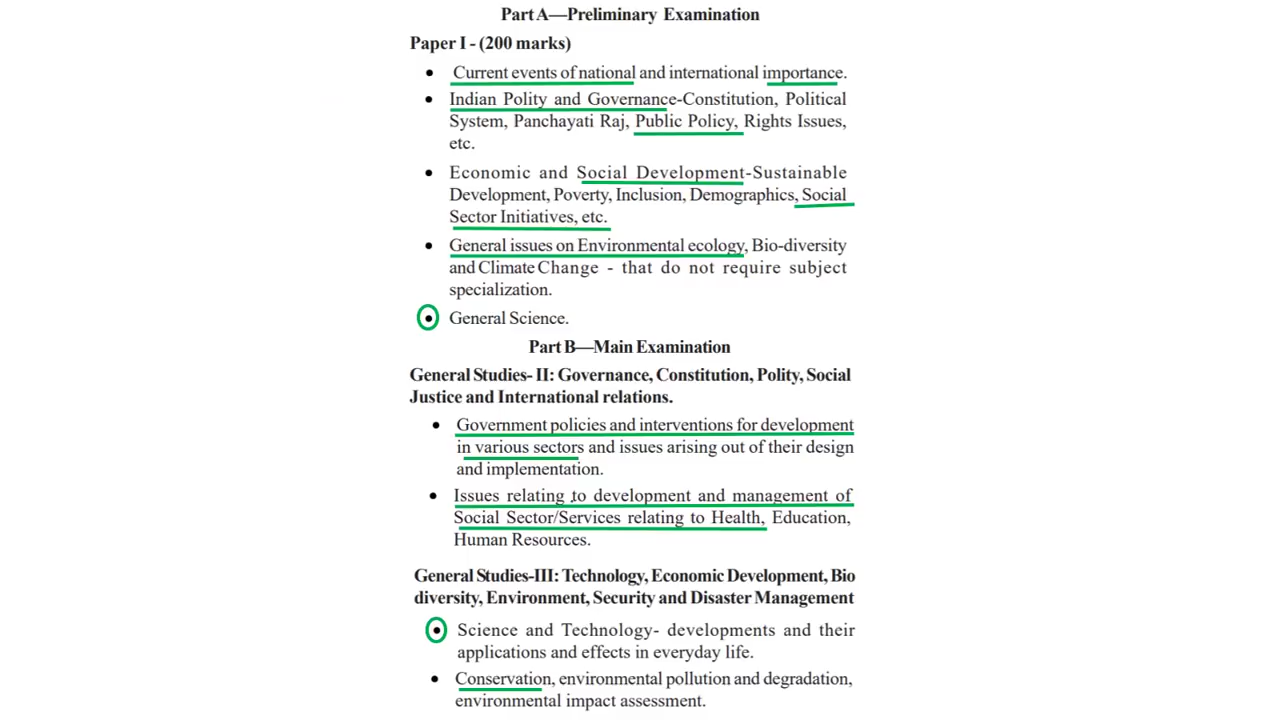 Part A—Preliminary Examination
Paper I - (200 marks)
• Current events of national and international importance.
• Indian Polity and Governance-Constitution, Political
System, Panchayati Raj, Public Policy, Rights Issues,
etc.
• Economic and Social Development-Sustainable
Development, Poverty, Inclusion, Demographics, Social
Sector Initiatives, etc.
• General issues on Environmental ecology, Bio-diversity
and Climate Change - that do not require subject
specialization.
• General Science.
Part B—Main Examination
General Studies- II: Governance, Constitution, Polity, Social
Justice and International relations.
• Government policies and interventions for development
in various sectors and issues arising out of their design
and implementation.
• Issues relating to development and management of
Social Sector/Services relating to Health, Education,
Human Resources.
General Studies-III: Technology, Economic Development, Bio
diversity, Environment, Security and Disaster Management
• Science and Technology- developments and their
applications and effects in everyday life.
• Conservation, environmental pollution and degradation,
environmental impact assessment.